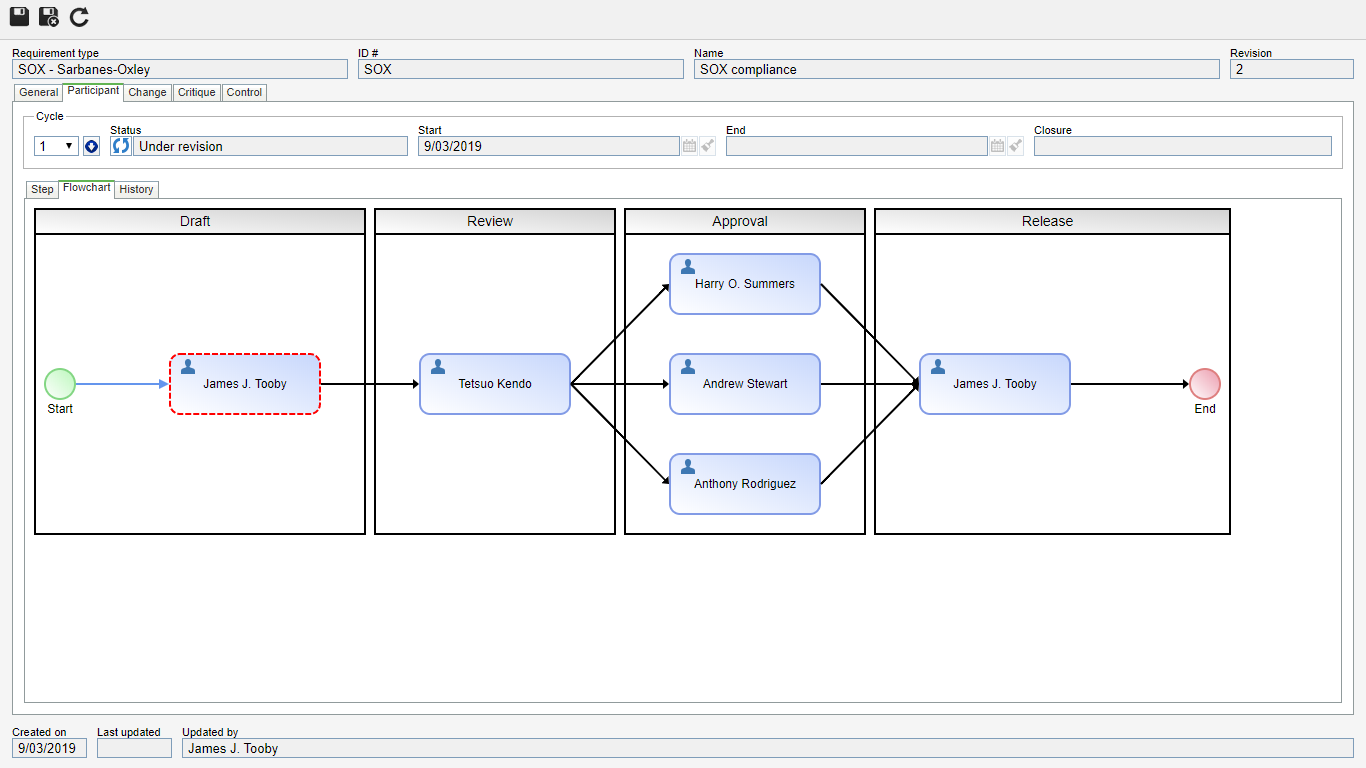 Requirement type ID # Name Revision
SOX - Sarbanes-Oxley SOX SOX compliance 2
General Participant Change Critique Control
Cycle
Status Start End Closure
1 Under revision 9/03/2019
Step Flowchart History
Draft Review Approval Release
Harry O. Summers
James J. Tooby Tetsuo Kendo Andrew Stewart James J. Tooby
Start End
Anthony Rodriguez
Created on Last updated Updated by
9/03/2019 James J. Tooby